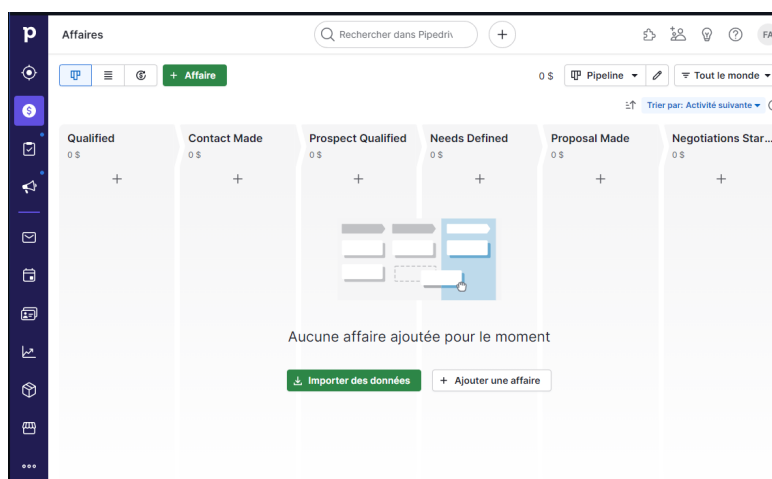 p
Affaires
Rechercher dans Pipedri
FA
+ Affaire
0 $
Pipeline
Tout le monde
Trier par: Activité suivante
Qualified
Contact Made
Prospect Qualified
Needs Defined
Proposal Made
Negotiations Star...
0 $
0 $
0 $
0 $
0 $
0 $
Aucune affaire ajoutée pour le moment
Importer des données
+ Ajouter une affaire